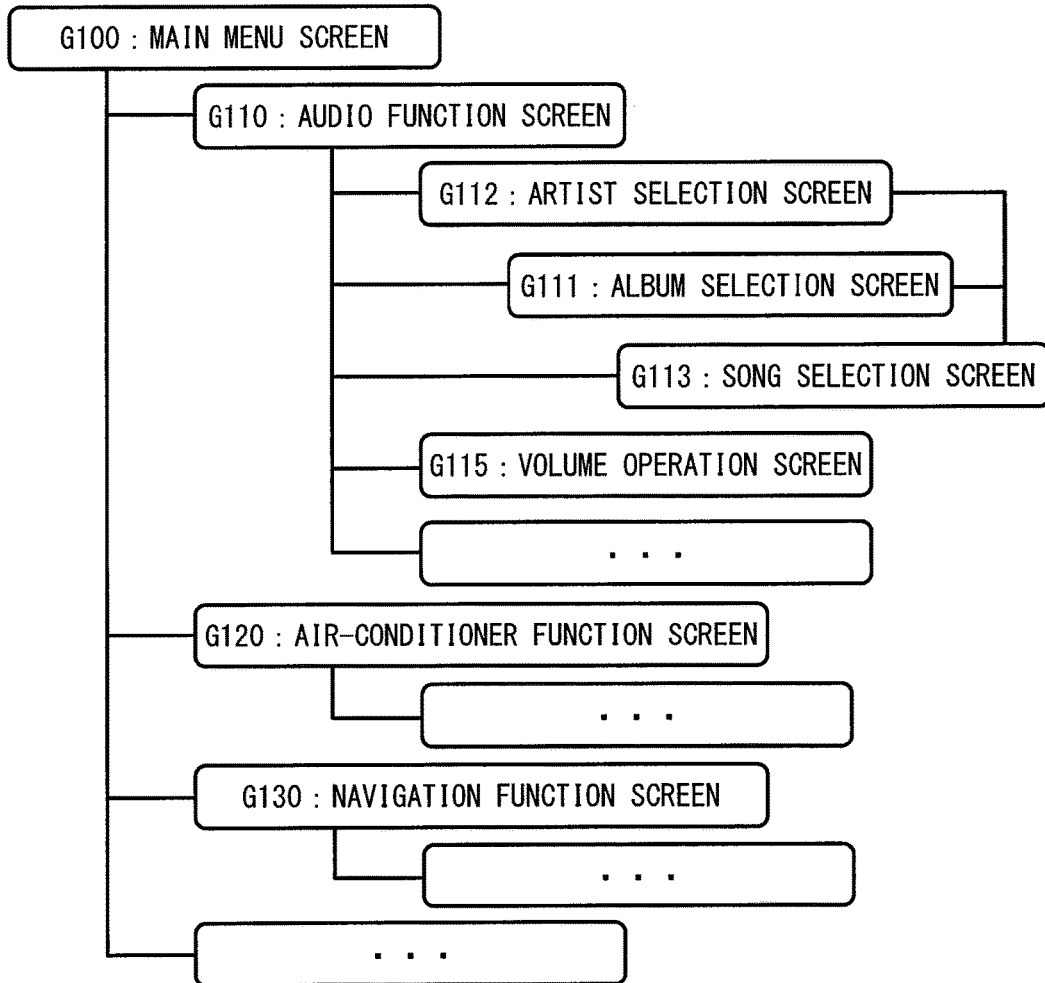 G100 : MAIN MENU SCREEN
G110 : AUDIO FUNCTION SCREEN
G112 : ARTIST SELECTION SCREEN
G111 : ALBUM SELECTION SCREEN
G113 : SONG SELECTION SCREEN
G115 : VOLUME OPERATION SCREEN
. . .
G120 : AIR-CONDITIONER FUNCTION SCREEN
. . .
G130 : NAVIGATION FUNCTION SCREEN
. . .
. . .